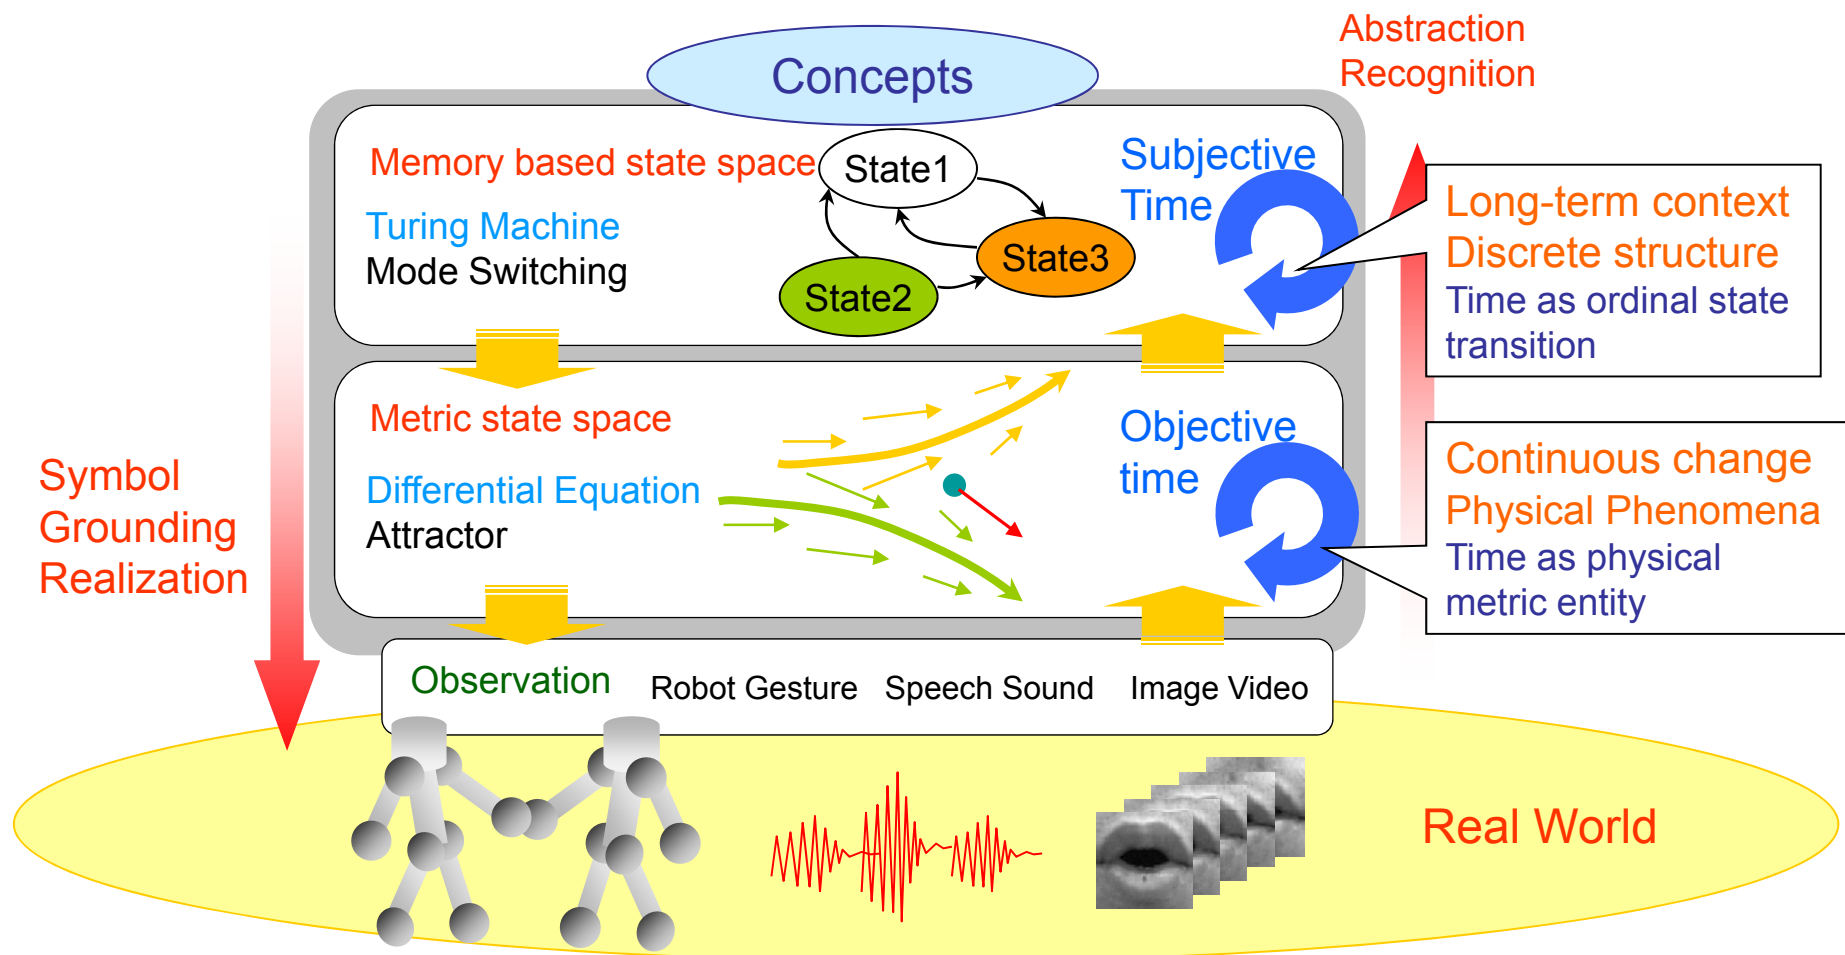 Abstraction
Recognition
Concepts
Memory based state space
State1
Subjective
Time
Turing Machine
Mode Switching
State3
State2
Long-term context
Discrete structure
Time as ordinal state
transition
Metric state space
Objective
time
Differential Equation
Attractor
Continuous change
Physical Phenomena
Time as physical
metric entity
Symbol
Grounding
Realization
Observation
Robot Gesture
Speech Sound
Image Video
Real World